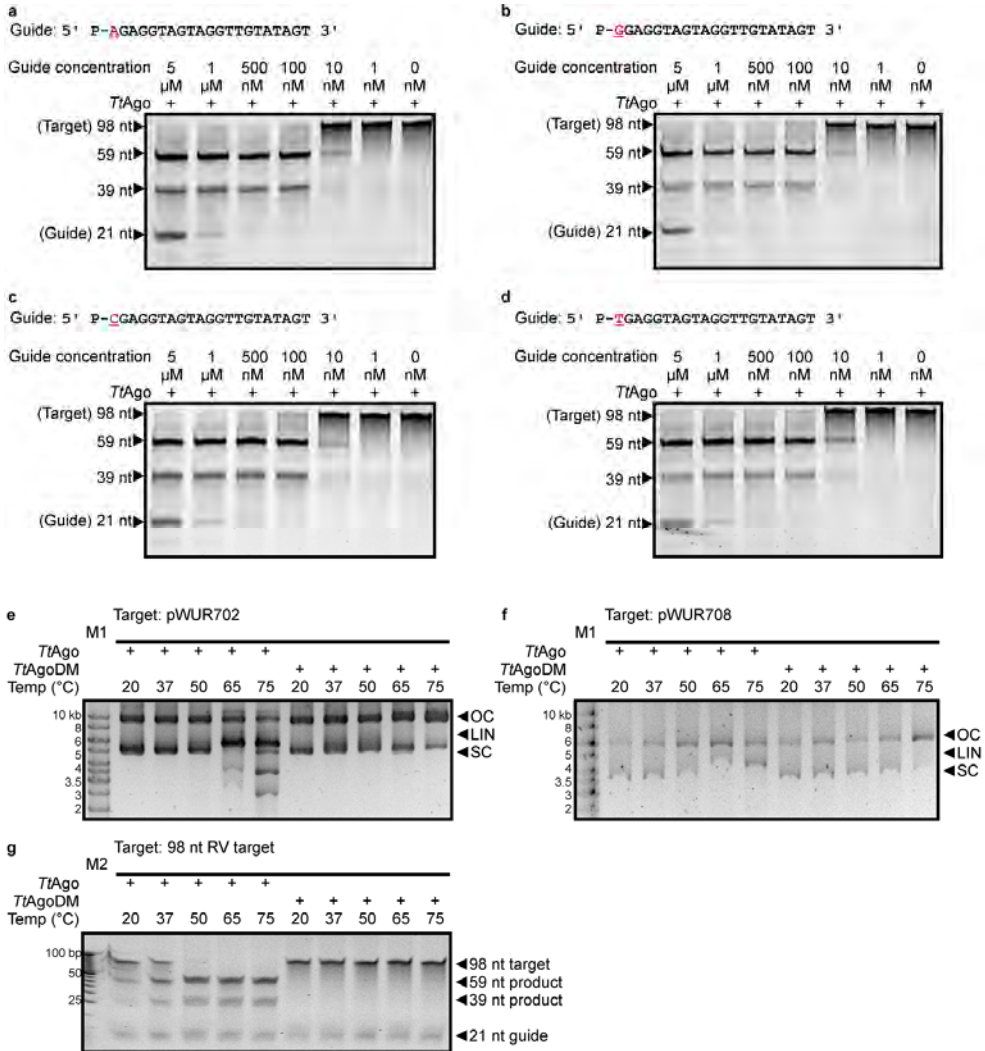 a
Guide: 5' P-AGAGGTAGTAGGTTGTATAGT 3'
Guide concentration 5 1 500 100 10 1 0
µM µM nM nM nM nM nM
TtAgo + + + + + + +
(Target) 98 nt
59 nt
39 nt
(Guide) 21 nt
b
Guide: 5' P-GGAGGTAGTAGGTTGTATAGT 3'
Guide concentration 5 1 500 100 10 1 0
µM µM nM nM nM nM nM
TtAgo + + + + + + +
(Target) 98 nt
59 nt
39 nt
(Guide) 21 nt
c
Guide: 5' P-CGAGGTAGTAGGTTGTATAGT 3'
Guide concentration 5 1 500 100 10 1 0
µM µM nM nM nM nM nM
TtAgo + + + + + + +
(Target) 98 nt
59 nt
39 nt
(Guide) 21 nt
d
Guide: 5' P-TGAGGTAGTAGGTTGTATAGT 3'
Guide concentration 5 1 500 100 10 1 0
µM µM nM nM nM nM nM
TtAgo + + + + + + +
(Target) 98 nt
59 nt
39 nt
(Guide) 21 nt
e Target: pWUR702
M1
TtAgo + + + + +
TtAgoDM + + + + +
Temp (°C) 20 37 50 65 75 20 37 50 65 75
10 kb
8
6
5
4
3.5
3
2
OC
LIN
SC
f Target: pWUR708
M1
TtAgo + + + + +
TtAgoDM + + + + +
Temp (°C) 20 37 50 65 75 20 37 50 65 75
10 kb
8
6
5
4
3.5
3
2
OC
LIN
SC
g Target: 98 nt RV target
M2
TtAgo + + + + +
TtAgoDM + + + + +
Temp (°C) 20 37 50 65 75 20 37 50 65 75
100 bp
50
25
98 nt target
59 nt product
39 nt product
21 nt guide